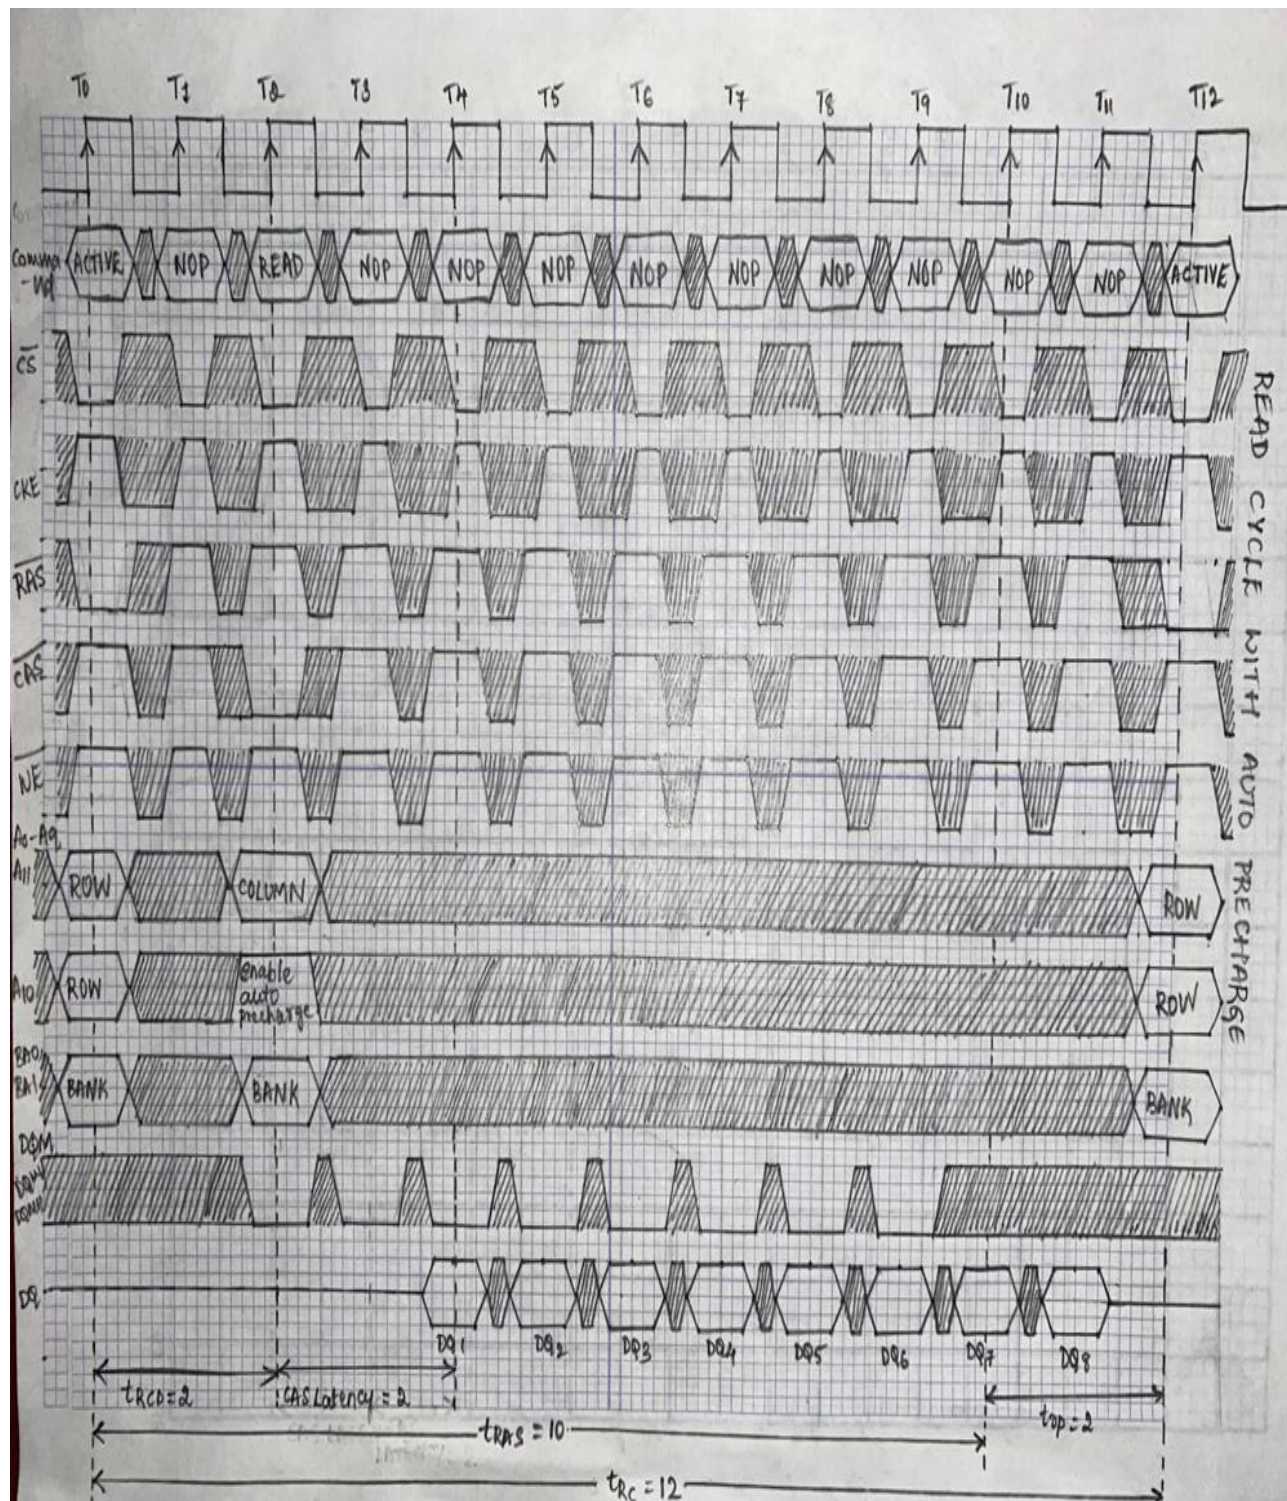 T0 T1 T2 T3 T4 T5 T6 T7 T8 T9 T10 T11 T12
Comma
-nd
ACTIVE NOP READ NOP NOP NOP NOP NOP NOP NOP NOP NOP ACTIVE
CS
CKE
RAS
CAS
WE
A0-A9
A11
ROW COLUMN ROW
A10
ROW enable auto precharge ROW
BA0
BA1
BANK BANK BANK
DQM
DQ
DQ1 DQ2 DQ3 DQ4 DQ5 DQ6 DQ7 DQ8
tRCD=2 CAS Latency=2 tRP=2
tRAS=10
tRC=12
READ CYCLE WITH AUTO PRECHARGE